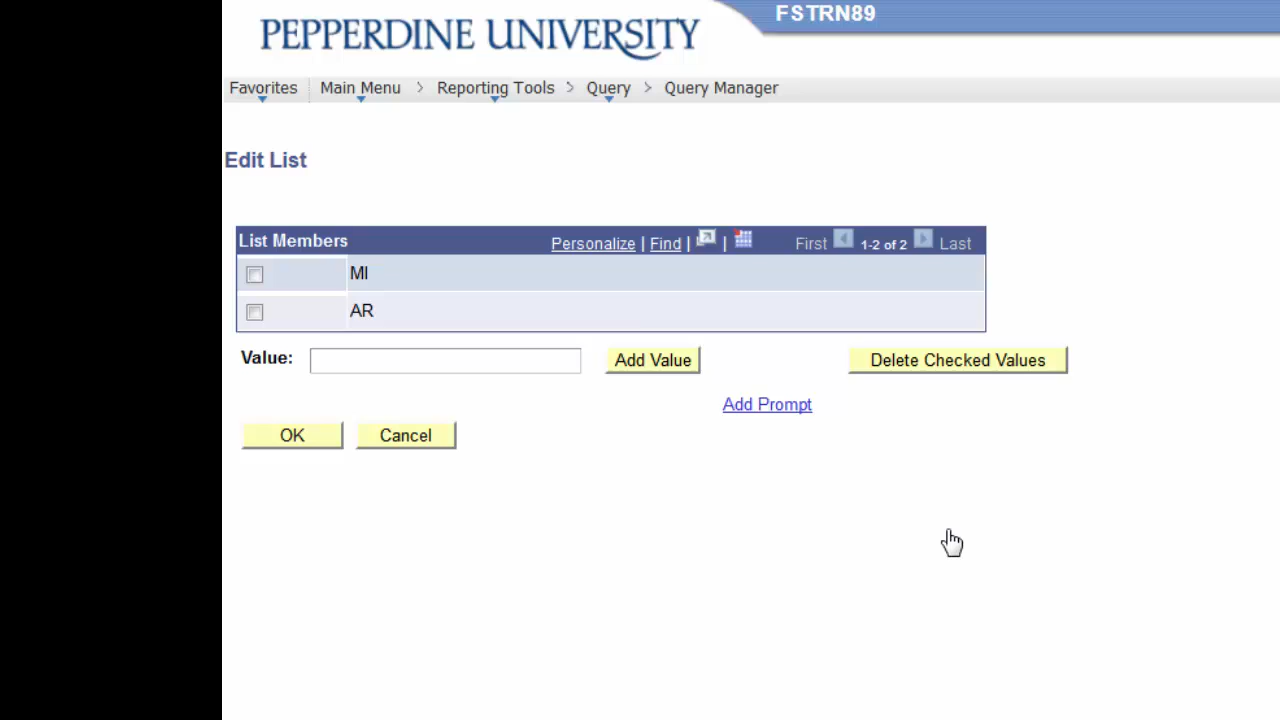 FSTRN89
PEPPERDINE UNIVERSITY
Favorites Main Menu > Reporting Tools > Query > Query Manager
Edit List
List Members Personalize | Find | | First 1-2 of 2 Last
MI
AR
Value: Add Value Delete Checked Values
Add Prompt
OK Cancel